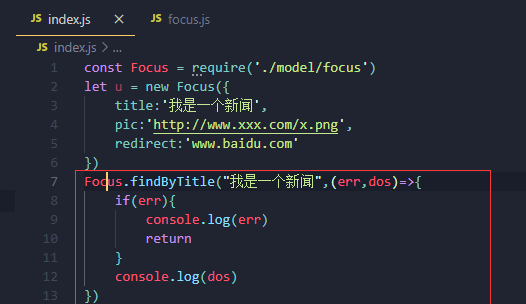 JS index.js × JS focus.js
JS index.js > ...
1 const Focus = require('./model/focus')
2 let u = new Focus({
3     title:'我是一个新闻',
4     pic:'http://www.xxx.com/x.png',
5     redirect:'www.baidu.com'
6 })
7 Focus.findByTitle("我是一个新闻",(err,dos)=>{
8     if(err){
9         console.log(err)
10         return
11     }
12     console.log(dos)
13 })